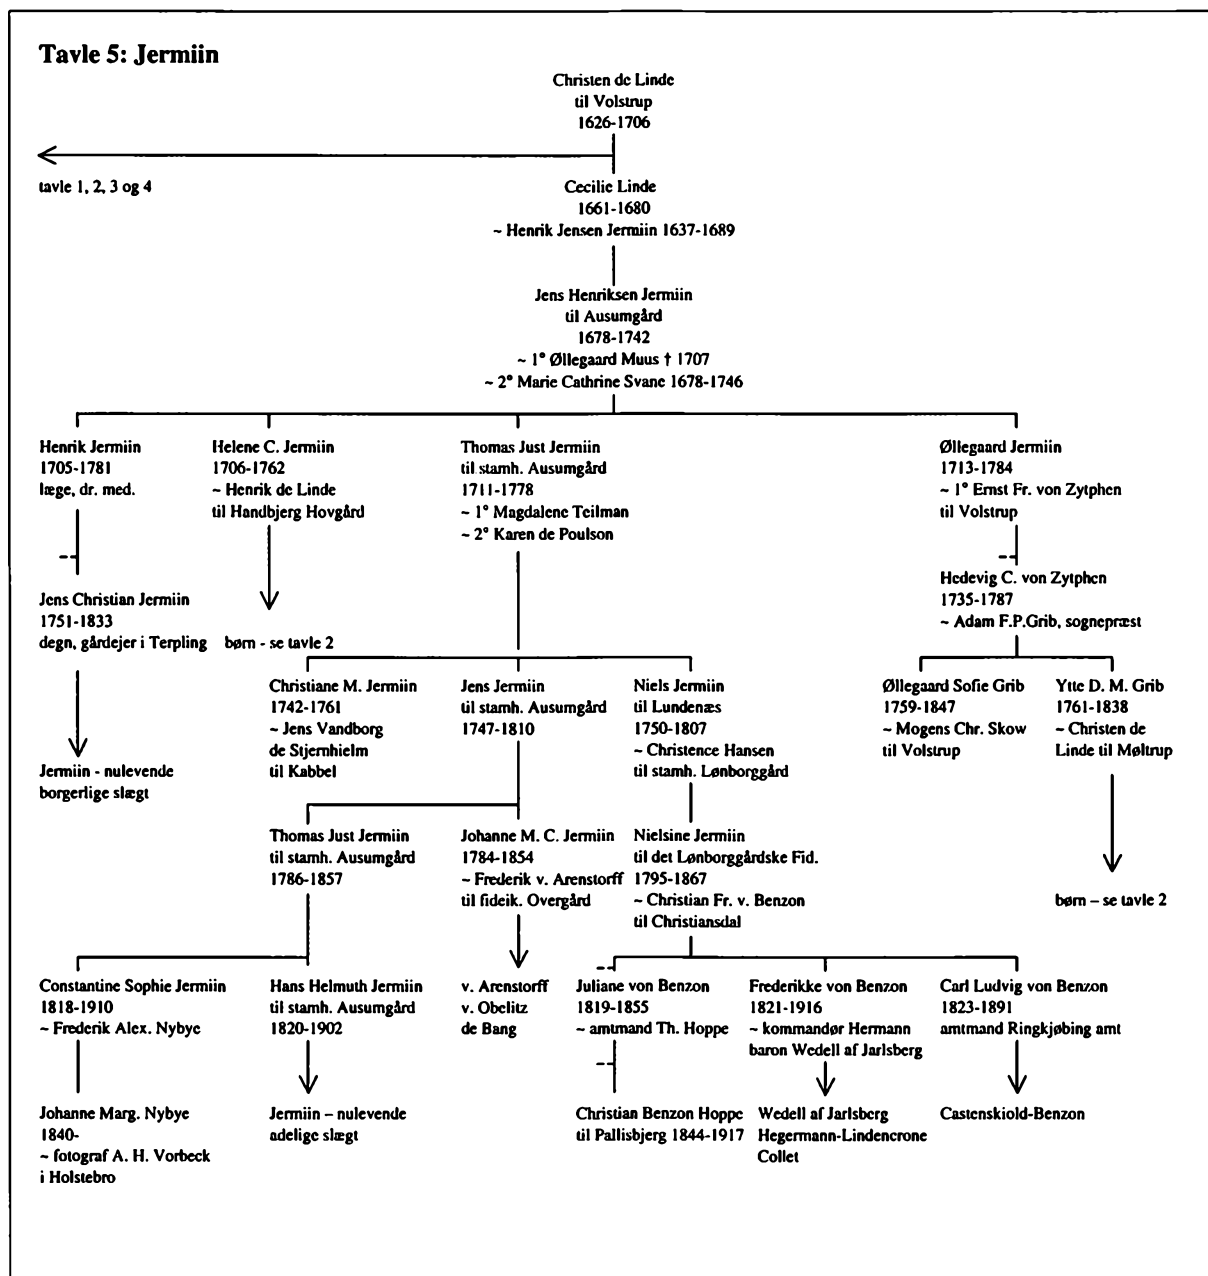 Tavle 5: Jermiin
Christen de Linde
til Volstrup
1626-1706
tavle 1, 2, 3 og 4
Cecilie Linde
1661-1680
~ Henrik Jensen Jermiin 1637-1689
Jens Henriksen Jermiin
til Ausumgård
1678-1742
~ 1° Øllegaard Muus † 1707
~ 2° Marie Cathrine Svane 1678-1746
Henrik Jermiin
1705-1781
læge, dr. med.
Helene C. Jermiin
1706-1762
~ Henrik de Linde
til Handbjerg Hovgård
Thomas Just Jermiin
til stamh. Ausumgård
1711-1778
~ 1° Magdalene Teilman
~ 2° Karen de Poulson
Øllegaard Jermiin
1713-1784
~ 1° Ernst Fr. von Zytphen
til Volstrup
Jens Christian Jermiin
1751-1833
degn, gårdejer i Terpling
børn - se tavle 2
Hedevig C. von Zytphen
1735-1787
~ Adam F.P.Grib, sognepræst
Christiane M. Jermiin
1742-1761
~ Jens Vandborg
de Stjernhielm
til Kabbel
Jens Jermiin
til stamh. Ausumgård
1747-1810
Niels Jermiin
til Lundenæs
1750-1807
~ Christence Hansen
til stamh. Lønborggård
Øllegaard Sofie Grib
1759-1847
~ Mogens Chr. Skow
til Volstrup
Ytte D. M. Grib
1761-1838
~ Christen de
Linde til Møltrup
Jermiin - nulevende
borgerlige slægt
Thomas Just Jermiin
til stamh. Ausumgård
1786-1857
Johanne M. C. Jermiin
1784-1854
~ Frederik v. Arenstorff
til fideik. Overgård
Nielsine Jermiin
til det Lønborggårdske Fid.
1795-1867
~ Christian Fr. v. Benzon
til Christiansdal
børn – se tavle 2
Constantine Sophie Jermiin
1818-1910
~ Frederik Alex. Nybye
Hans Helmuth Jermiin
til stamh. Ausumgård
1820-1902
v. Arenstorff
v. Obelitz
de Bang
Juliane von Benzon
1819-1855
~ amtmand Th. Hoppe
Frederikke von Benzon
1821-1916
~ kommandør Hermann
baron Wedell af Jarlsberg
Carl Ludvig von Benzon
1823-1891
amtmand Ringkjøbing amt
Johanne Marg. Nybye
1840-
~ fotograf A. H. Vorbeck
i Holstebro
Jermiin – nulevende
adelige slægt
Christian Benzon Hoppe
til Pallisbjerg 1844-1917
Wedell af Jarlsberg
Hegermann-Lindencrone
Collet
Castenskiold-Benzon